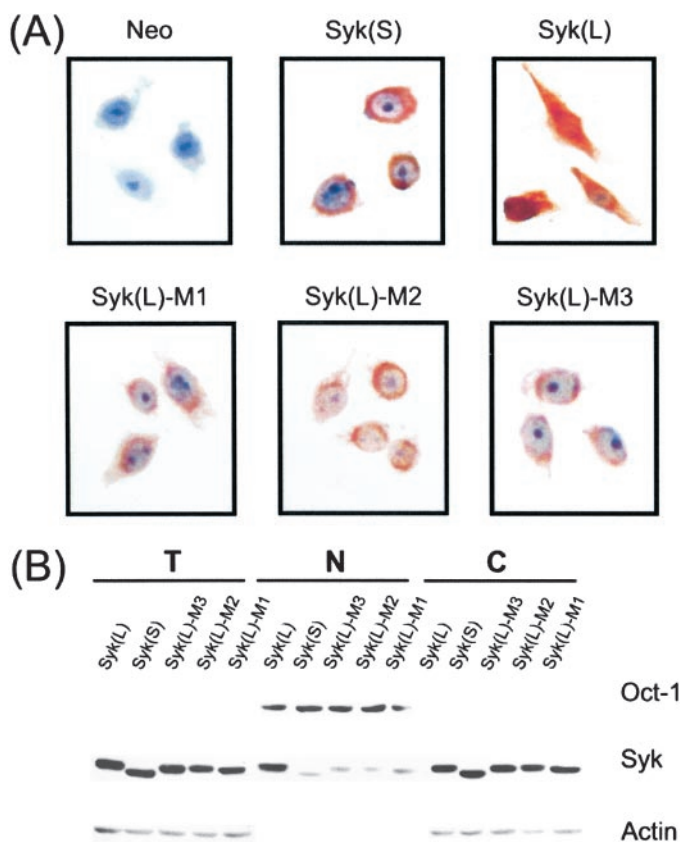 (A)
Neo Syk(S) Syk(L)
Syk(L)-M1 Syk(L)-M2 Syk(L)-M3
(B)
T N C
Syk(L) Syk(S) Syk(L)-M3 Syk(L)-M2 Syk(L)-M1 Syk(L) Syk(S) Syk(L)-M3 Syk(L)-M2 Syk(L)-M1 Syk(L) Syk(S) Syk(L)-M3 Syk(L)-M2 Syk(L)-M1
Oct-1
Syk
Actin